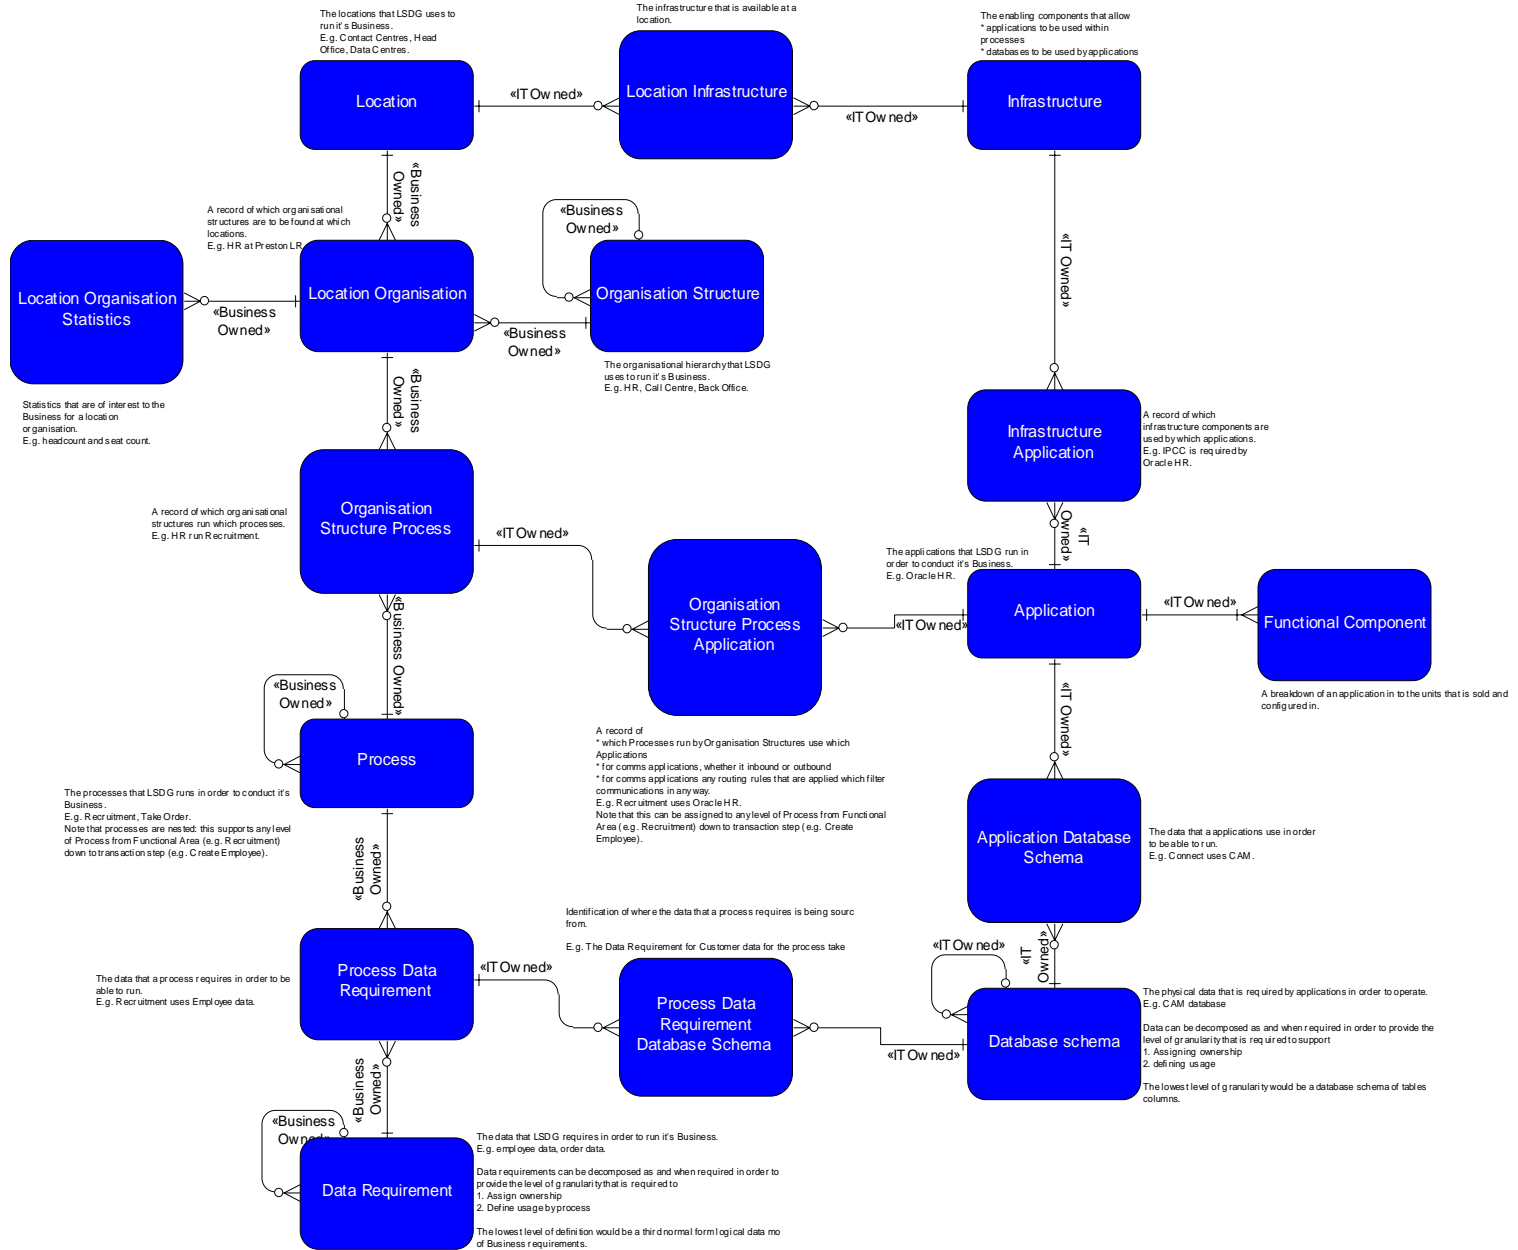 The locations that LSDG uses to
run it's Business.
E.g. Contact Centres, Head
Office, Data Centres.
The infrastructure that is available at a
location.
The enabling components that allow
* applications to be used within
processes
* databases to be used by applications
Location
«IT Owned»
Location Infrastructure
«IT Owned»
Infrastructure
«Business
Owned»
A record of which organisational
structures are to be found at which
locations.
E.g. HR at Preston LR.
«Business
Owned»
«IT Owned»
Location Organisation
Statistics
«Business
Owned»
Location Organisation
«Business
Owned»
Organisation Structure
The organisational hierarchy that LSDG
uses to run it's Business.
E.g. HR, Call Centre, Back Office.
Statistics that are of interest to the
Business for a location
organisation.
E.g. headcount and seat count.
«Business
Owned»
Infrastructure
Application
A record of which
infrastructure components are
used by which applications.
E.g. IPCC is required by
Oracle HR.
A record of which organisational
structures run which processes.
E.g. HR run Recruitment.
Organisation
Structure Process
«IT Owned»
«IT
Owned»
The applications that LSDG run in
order to conduct it's Business.
E.g. Oracle HR.
Organisation
Structure Process
Application
«IT Owned»
Application
«IT Owned»
Functional Component
A breakdown of an application in to the units that is sold and
configured in.
«Business Owned»
«Business
Owned»
«IT Owned»
Process
The processes that LSDG runs in order to conduct it's
Business.
E.g. Recruitment, Take Order.
Note that processes are nested: this supports any level
of Process from Functional Area (e.g. Recruitment)
down to transaction step (e.g. Create Employee).
A record of
* which Processes run by Organisation Structures use which
Applications
* for comms applications, whether it inbound or outbound
* for comms applications any routing rules that are applied which filter
communications in any way.
E.g. Recruitment uses Oracle HR.
Note that this can be assigned to any level of Process from Functional
Area (e.g. Recruitment) down to transaction step (e.g. Create
Employee).
Application Database
Schema
The data that a applications use in order
to be able to run.
E.g. Connect uses CAM.
«Business
Owned»
Identification of where the data that a process requires is being sourc
from.
E.g. The Data Requirement for Customer data for the process take
The data that a process requires in order to be
able to run.
E.g. Recruitment uses Employee data.
Process Data
Requirement
«IT Owned»
Process Data
Requirement
Database Schema
«IT Owned»
«IT Owned»
«IT
Owned»
Database schema
The physical data that is required by applications in order to operate.
E.g. CAM database
Data can be decomposed as and when required in order to provide the
level of granularity that is required to support
1. Assigning ownership
2. defining usage
The lowest level of granularity would be a database schema of tables
columns.
«Business
Owned»
«Business
Owned»
Data Requirement
The data that LSDG requires in order to run it's Business.
E.g. employee data, order data.
Data requirements can be decomposed as and when required in order to
provide the level of granularity that is required to
1. Assign ownership
2. Define usage by process
The lowest level of definition would be a third normal form logical data mo
of Business requirements.